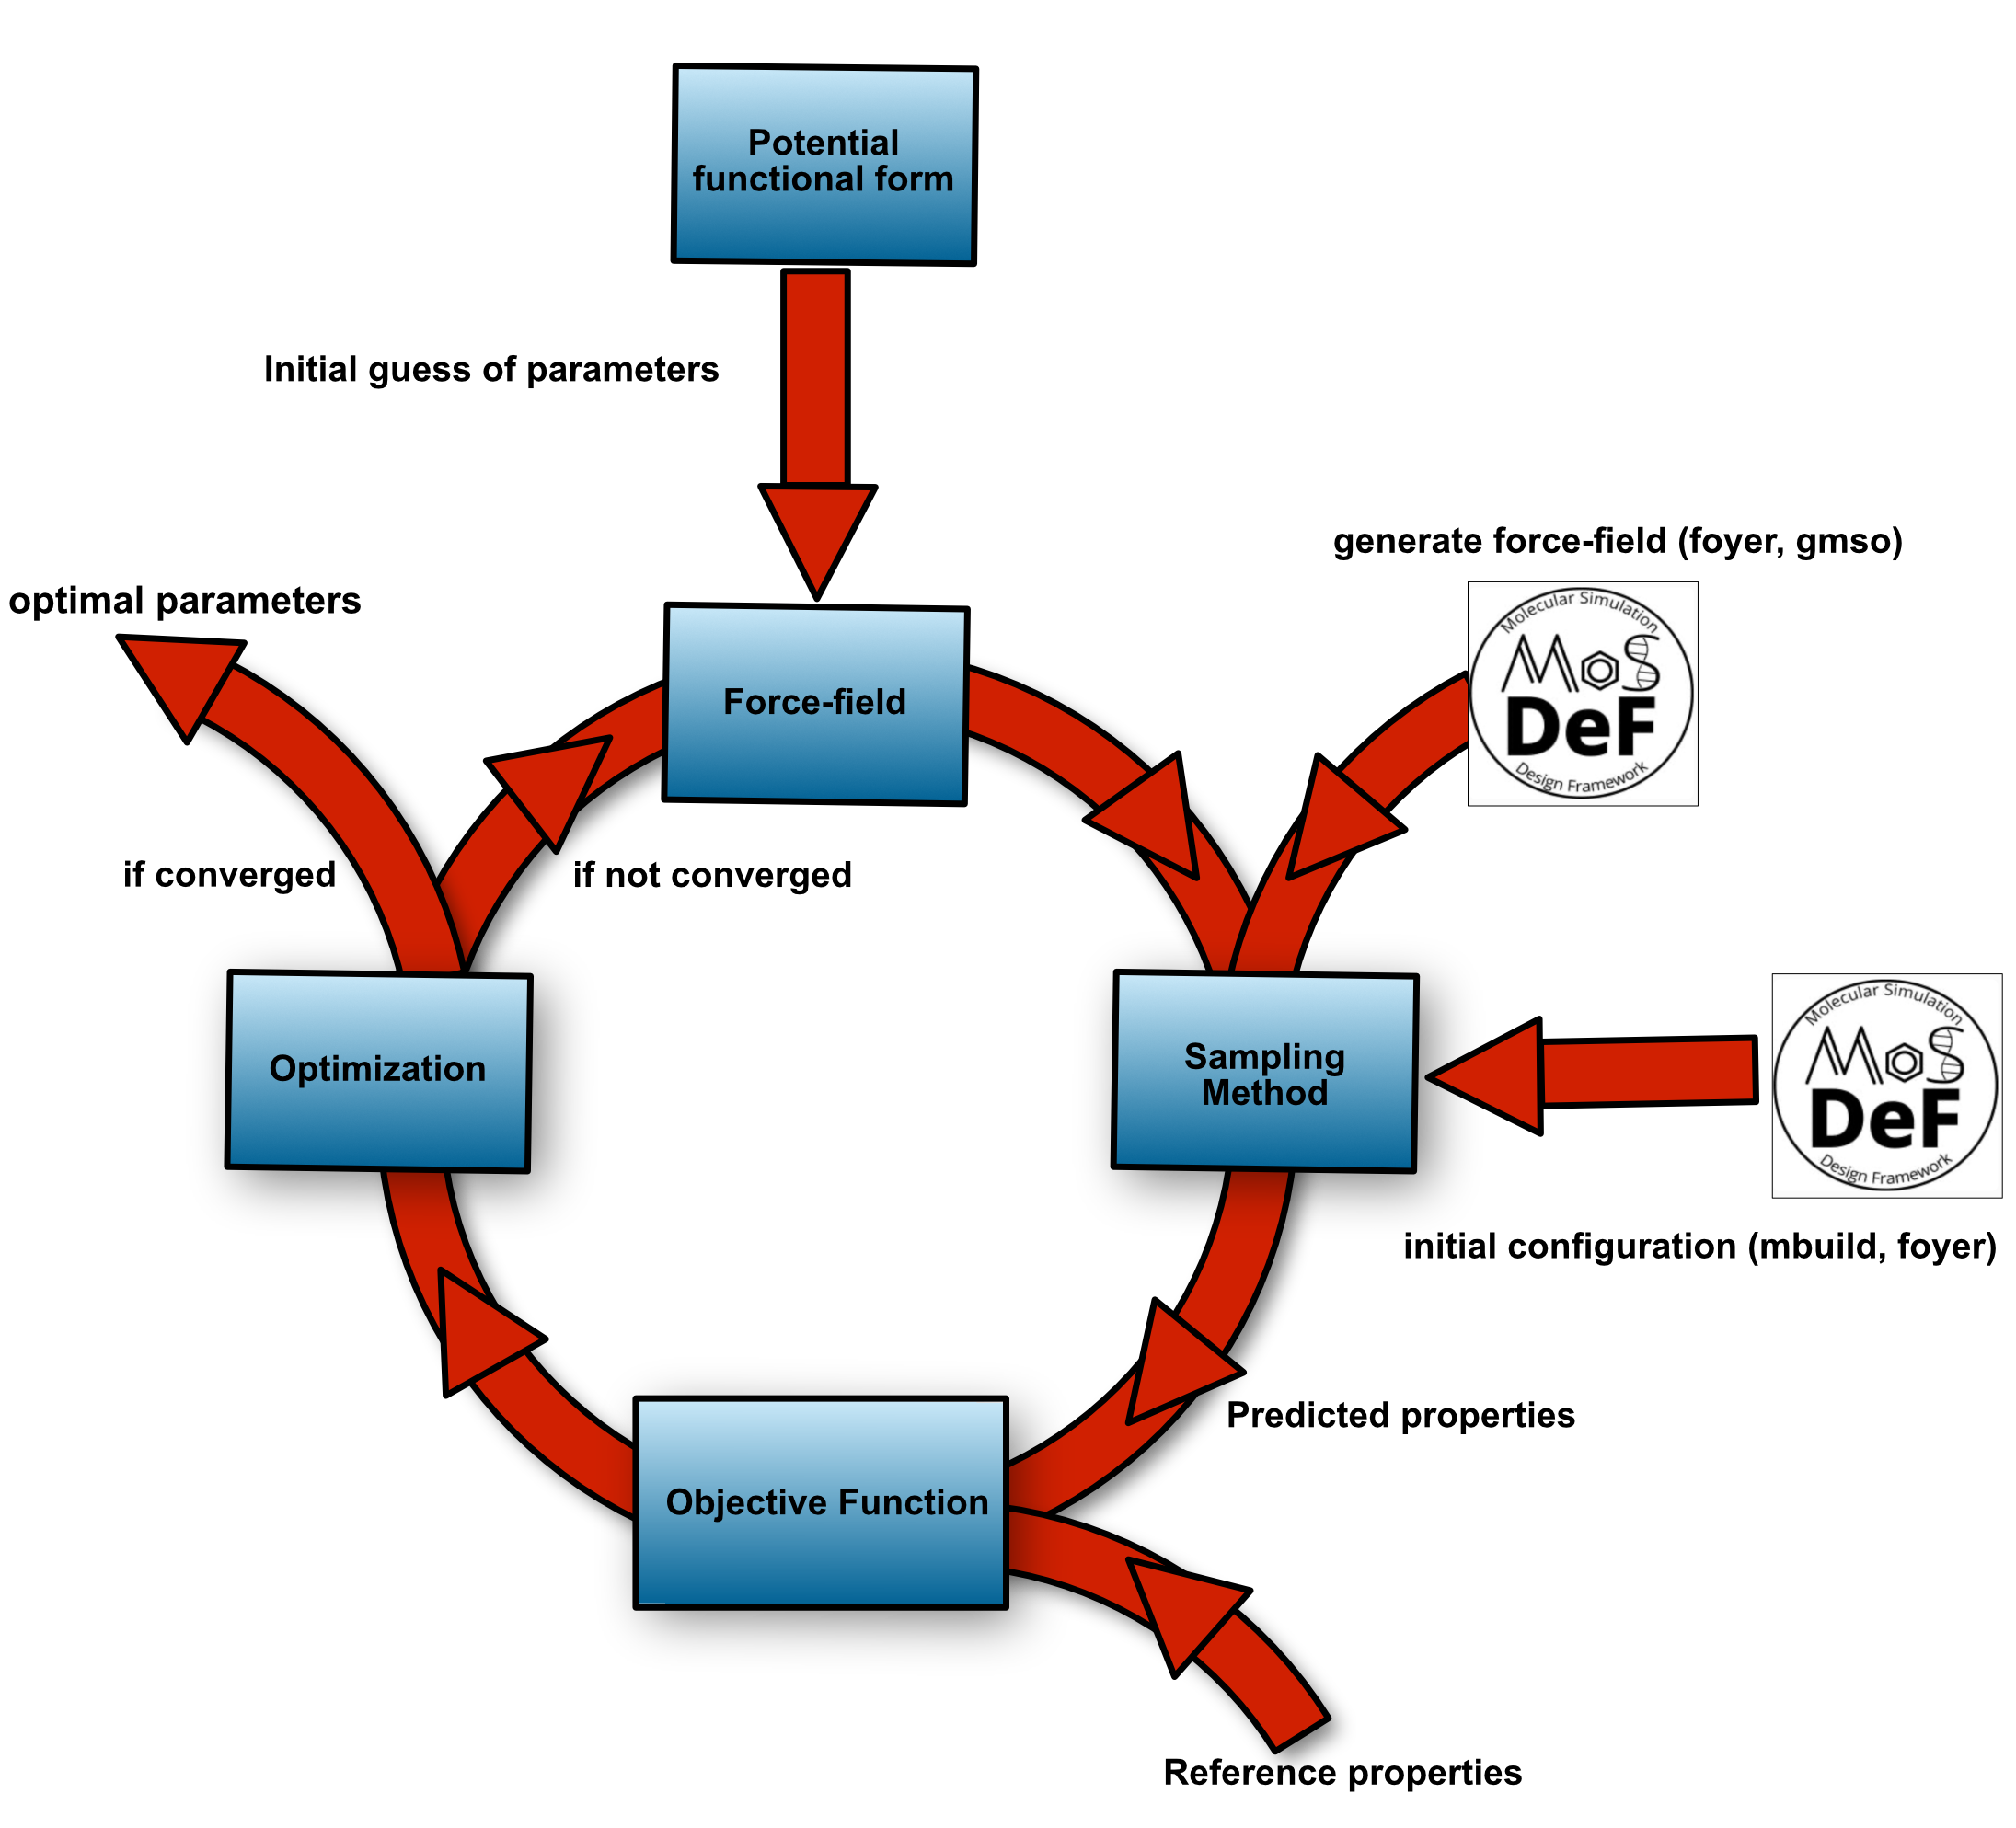 Potential
functional form
Initial guess of parameters
generate force-field (foyer, gmso)
optimal parameters
Molecular Simulation
MoS
DeF
Design Framework
Force-field
if converged
if not converged
Optimization
Sampling
Method
Molecular Simulation
MoS
DeF
Design Framework
initial configuration (mbuild, foyer)
Predicted properties
Objective Function
Reference properties